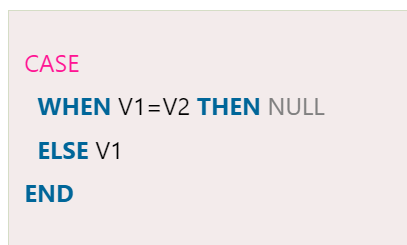 CASE
WHEN V1=V2 THEN NULL
ELSE V1
END